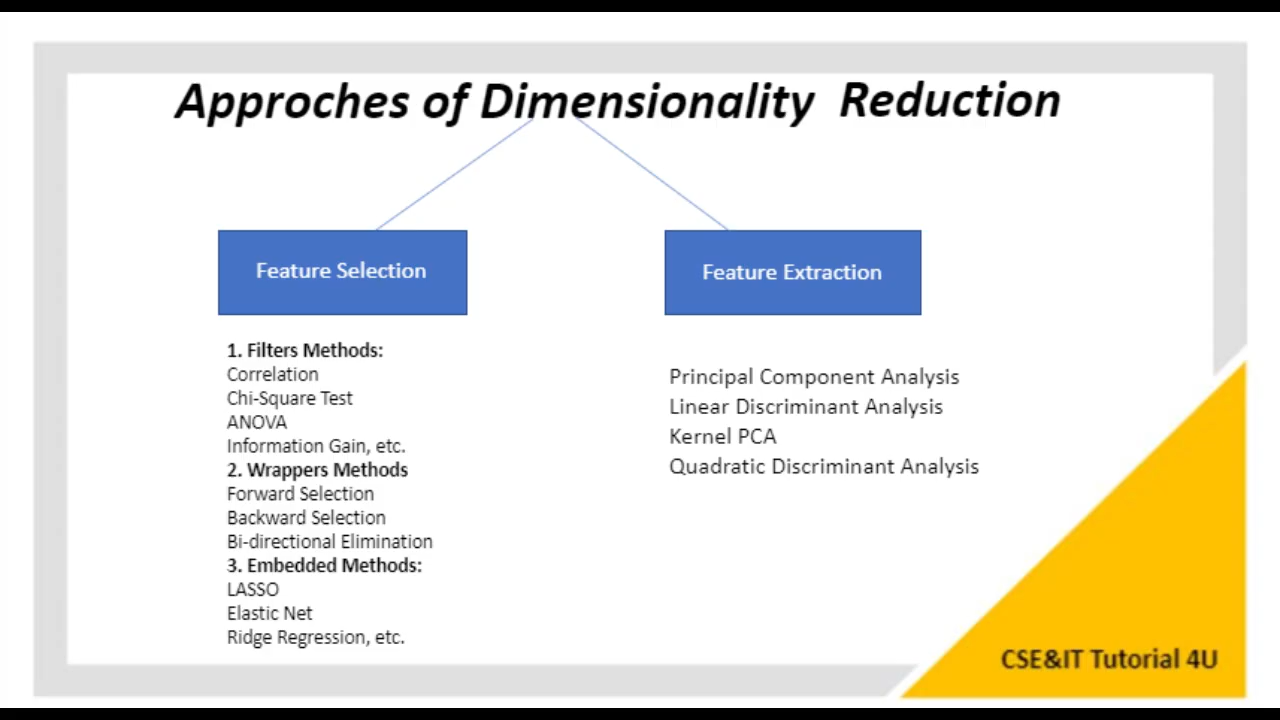 Approches of Dimensionality Reduction
Feature Selection
1. Filters Methods:
Correlation
Chi-Square Test
ANOVA
Information Gain, etc.
2. Wrappers Methods
Forward Selection
Backward Selection
Bi-directional Elimination
3. Embedded Methods:
LASSO
Elastic Net
Ridge Regression, etc.
Feature Extraction
Principal Component Analysis
Linear Discriminant Analysis
Kernel PCA
Quadratic Discriminant Analysis
CSE&IT Tutorial 4U